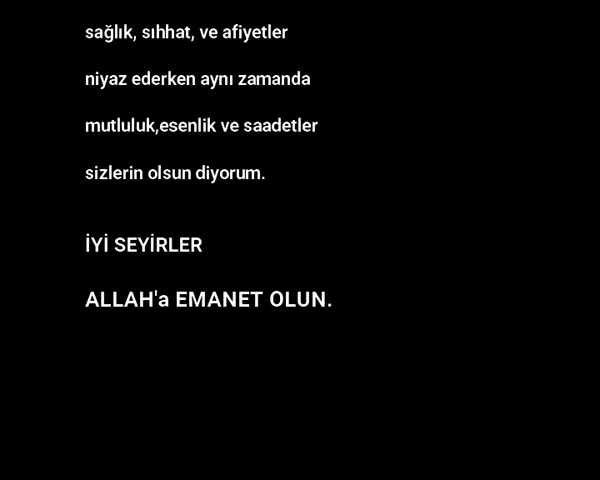 sağlık, sıhhat, ve afiyetler
niyaz ederken aynı zamanda
mutluluk,esenlik ve saadetler
sizlerin olsun diyorum.
İYİ SEYİRLER
ALLAH'a EMANET OLUN.